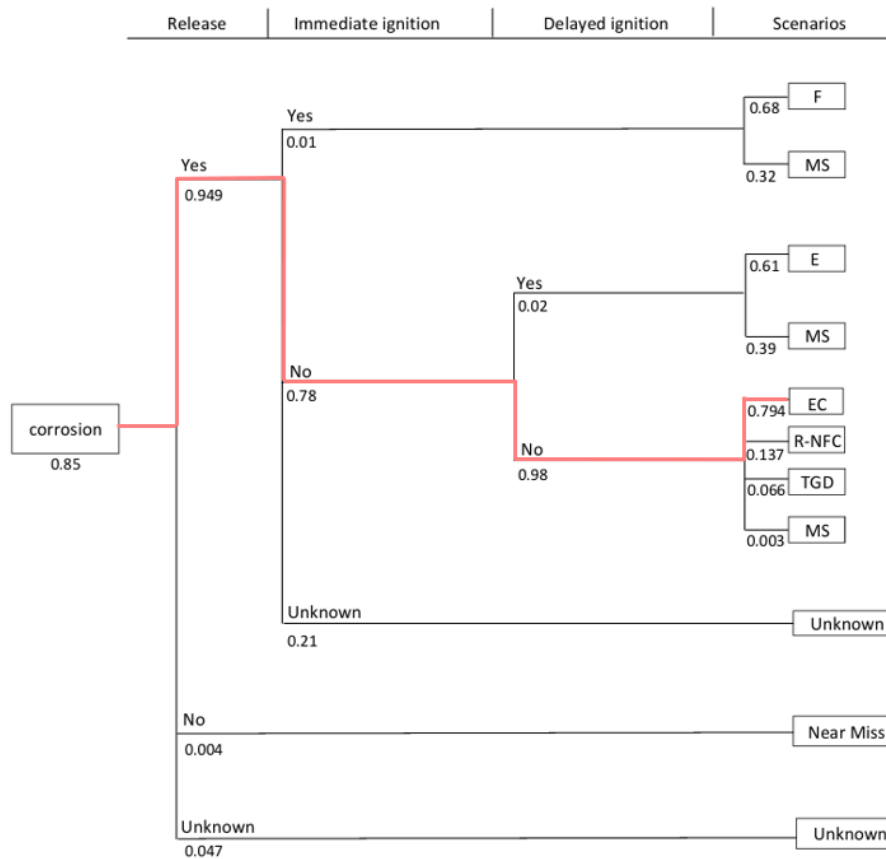 Release Immediate ignition Delayed ignition Scenarios
F
0.68
Yes
0.01
MS
0.32
Yes
0.949
E
0.61
Yes
0.02
MS
0.39
No
0.78
EC
0.794
corrosion
0.85
R-NFC
0.137
No
0.98
TGD
0.066
MS
0.003
Unknown
0.21
Unknown
No
0.004
Near Miss
Unknown
0.047
Unknown